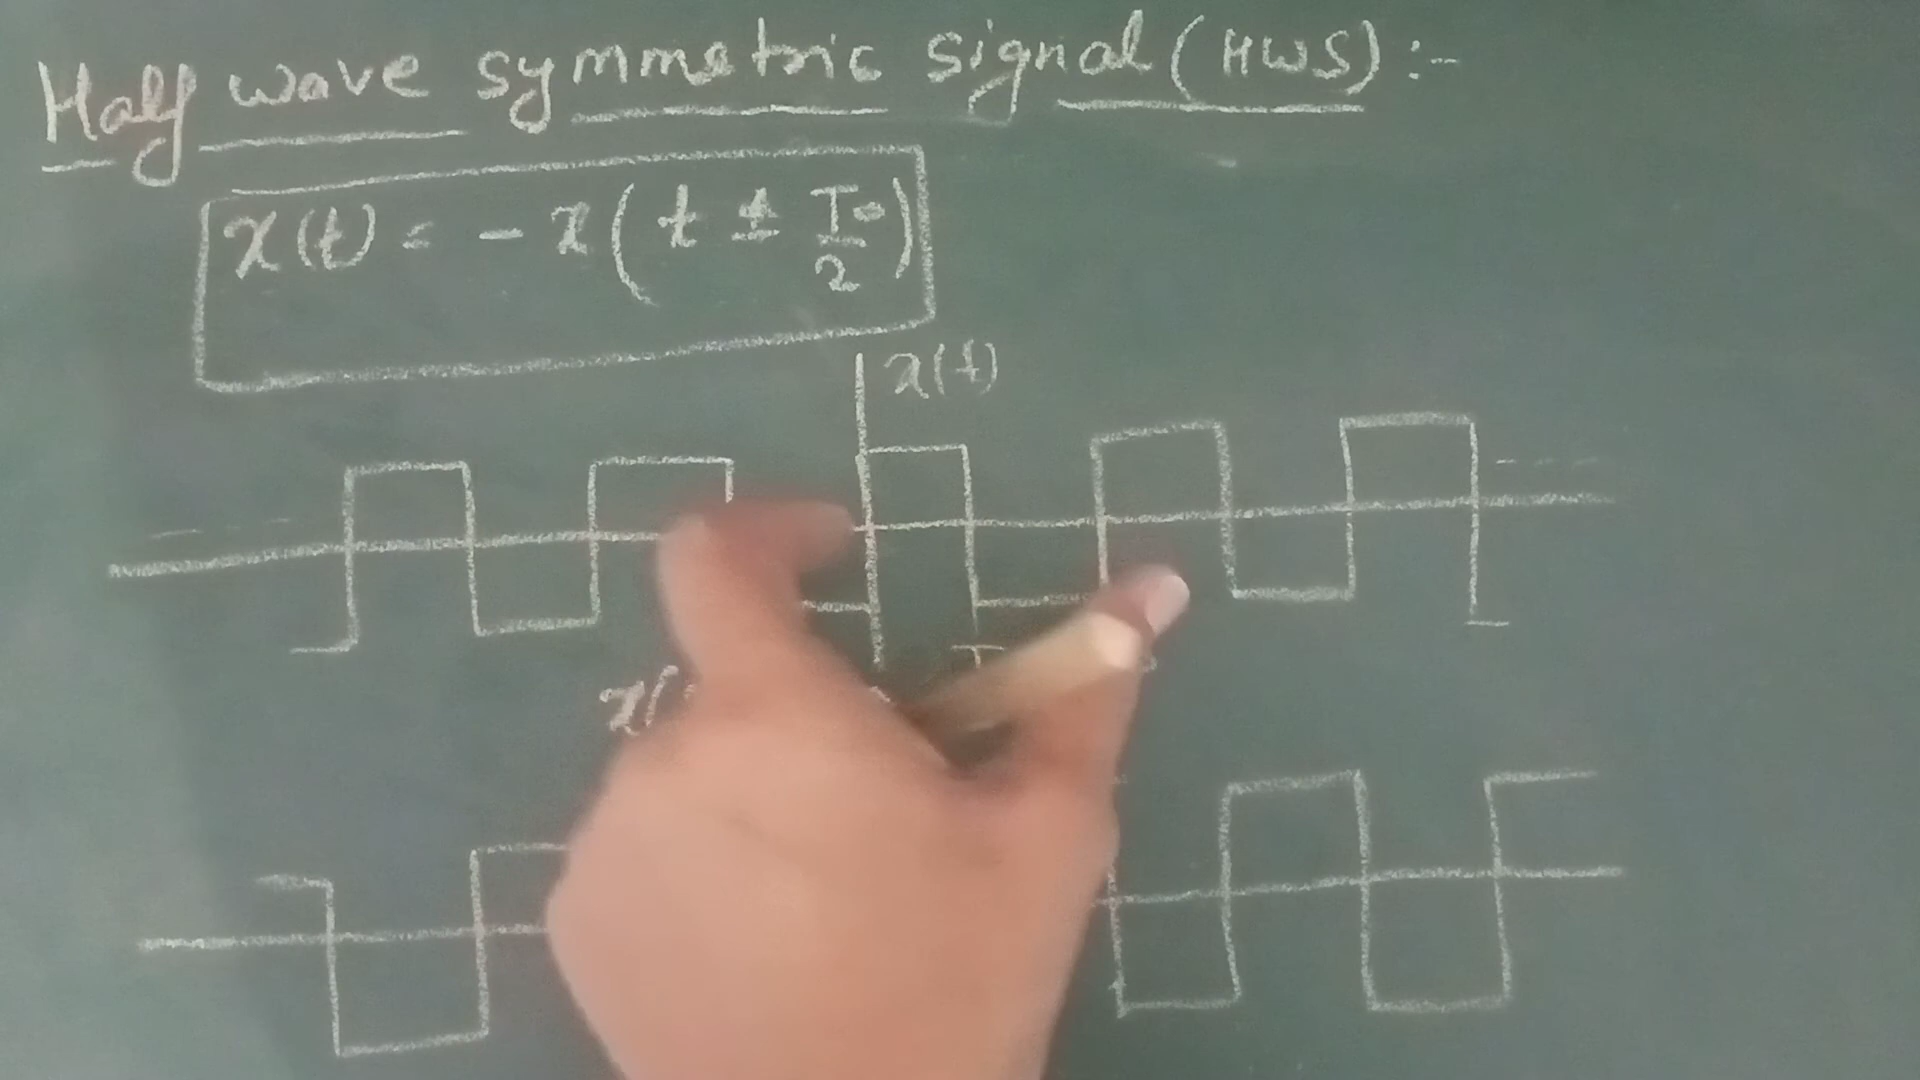 Half wave symmetric signal (HWS) :-
x(t) = - x(t ± T₀/2)
x(t)
T
x(